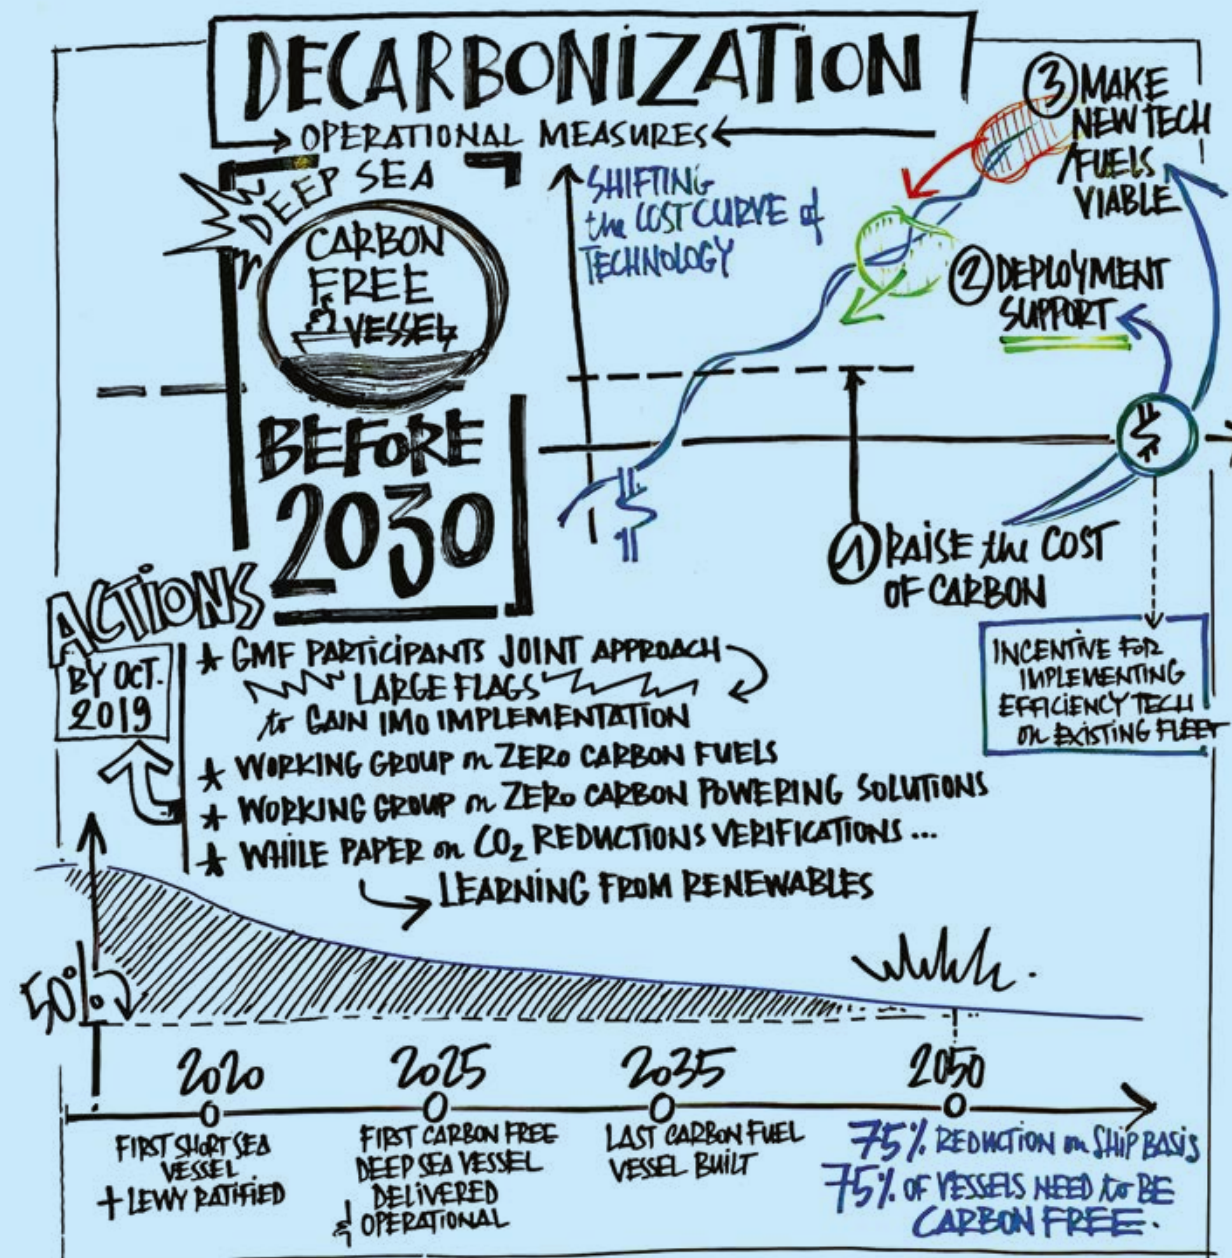 DECARBONiZATiON
OPERATIONAL MEASURES
DEEP SEA
CARBON
FREE
VESSEL
BEFORE
2030
SHIFTING
the COST CURVE of
TECHNOLOGY
3 MAKE
NEW TECH
/FUELS
VIABLE
2 DEPLOYMENT
SUPPORT
1 RAISE the COST
OF CARBON
INCENTIVE FOR
IMPLEMENTING
EFFICIENCY TECH
on EXISTING FLEET
ACTiONS
BY OCT.
2019
GMF PARTiCiPANTS JOINT APPROACH
LARGE FLAGS
to GAIN IMO IMPLEMENTATION
WORKING GROUP on ZERO CARBON FUELS
WORKING GROUP on ZERO CARBON POWERING SOLUTIONS
WHILE PAPER on CO₂ REDUCTIONS VERIFICATIONS ...
LEARNING FROM RENEWABLES
2020
FIRST SHORT SEA
VESSEL
+ LEWY RATIFIED
2025
FIRST CARBON FREE
DEEP SEA VESSEL
DELIVERED
& OPERATIONAL
2035
LAST CARBON FUEL
VESSEL BUILT
2050
75% REDUCTION on SHIP BASIS
75% OF VESSELS NEED to BE
CARBON FREE.